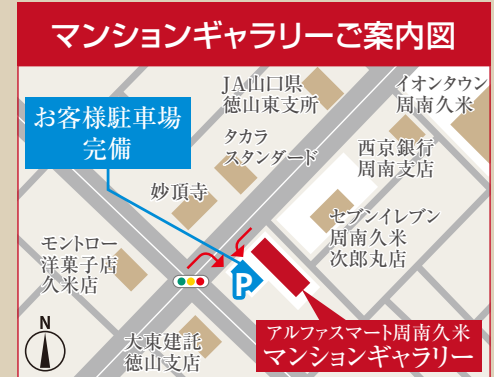 マンションギャラリーご案内図
JA山口県
徳山東支所
イオンタウン
周南久米
お客様駐車場
完備
タカラ
スタンダード
西京銀行
周南支店
妙頂寺
セブンイレブン
周南久米
次郎丸店
モントロー
洋菓子店
久米店
P
N
大東建託
徳山支店
アルファスマート周南久米
マンションギャラリー